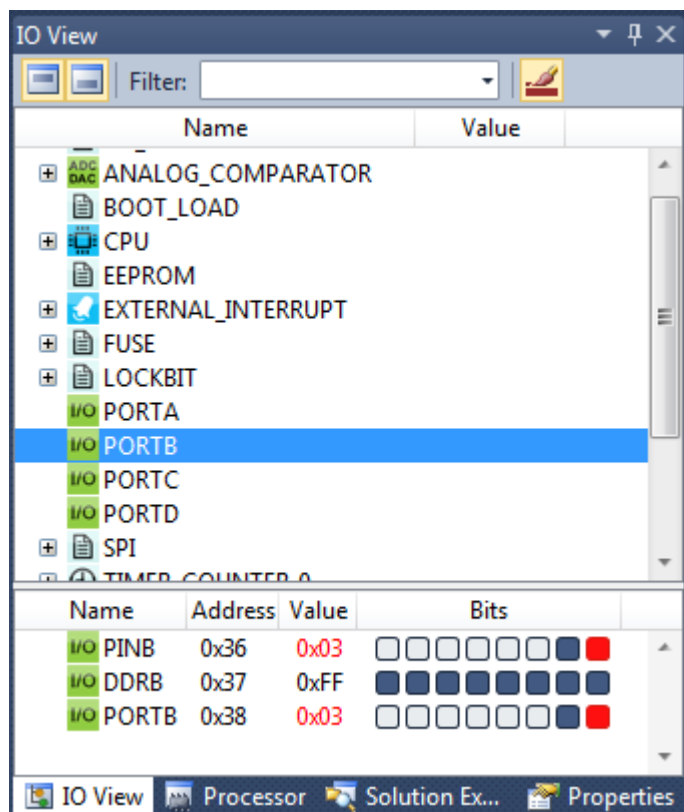 IO View
Filter:
Name Value
ADC DAC ANALOG_COMPARATOR
BOOT_LOAD
CPU
EEPROM
EXTERNAL_INTERRUPT
FUSE
LOCKBIT
I/O PORTA
I/O PORTB
I/O PORTC
I/O PORTD
SPI
TIMER_COUNTER_0
Name Address Value Bits
I/O PINB 0x36 0x03
I/O DDRB 0x37 0xFF
I/O PORTB 0x38 0x03
IO View Processor Solution Ex... Properties